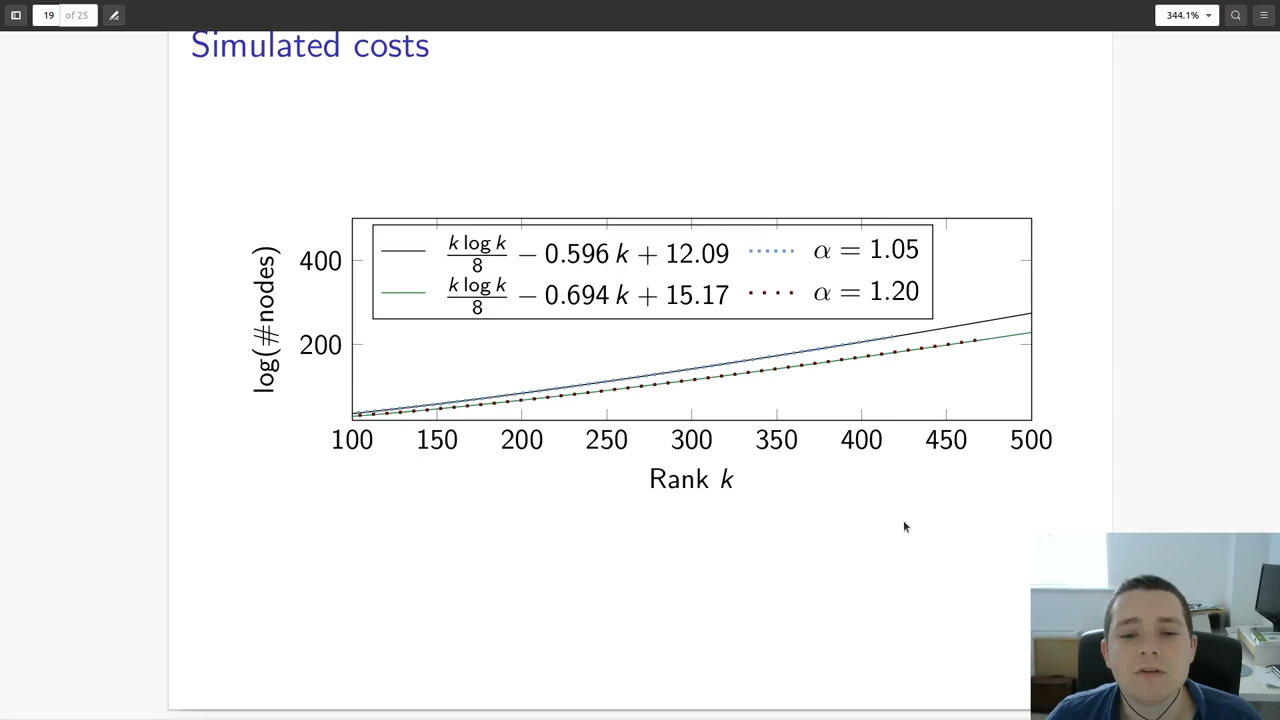 19 of 25
344.1%
Simulated costs
k log k / 8 − 0.596 k + 12.09 α = 1.05
k log k / 8 − 0.694 k + 15.17 α = 1.20
log(#nodes)
400
200
100 150 200 250 300 350 400 450 500
Rank k